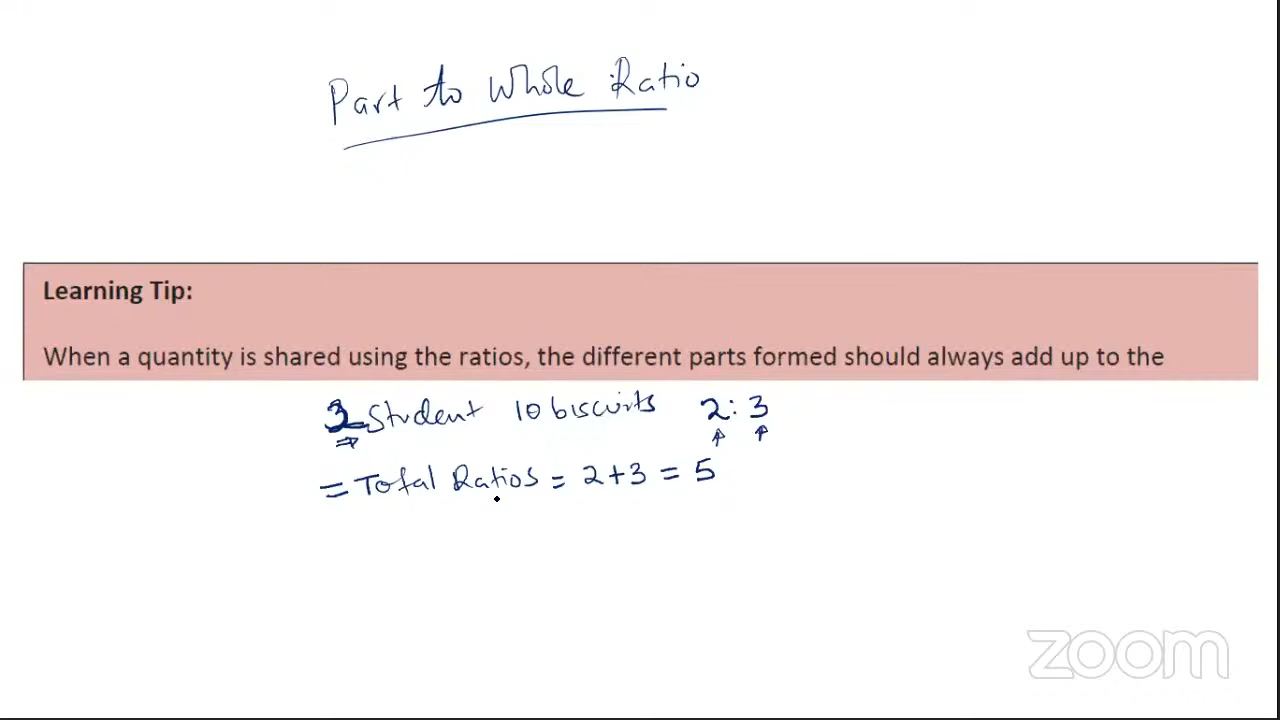 Part to Whole Ratio
Learning Tip:
When a quantity is shared using the ratios, the different parts formed should always add up to the
Student 10 biscuits 2:3
= Total Ratios = 2+3 = 5
zoom